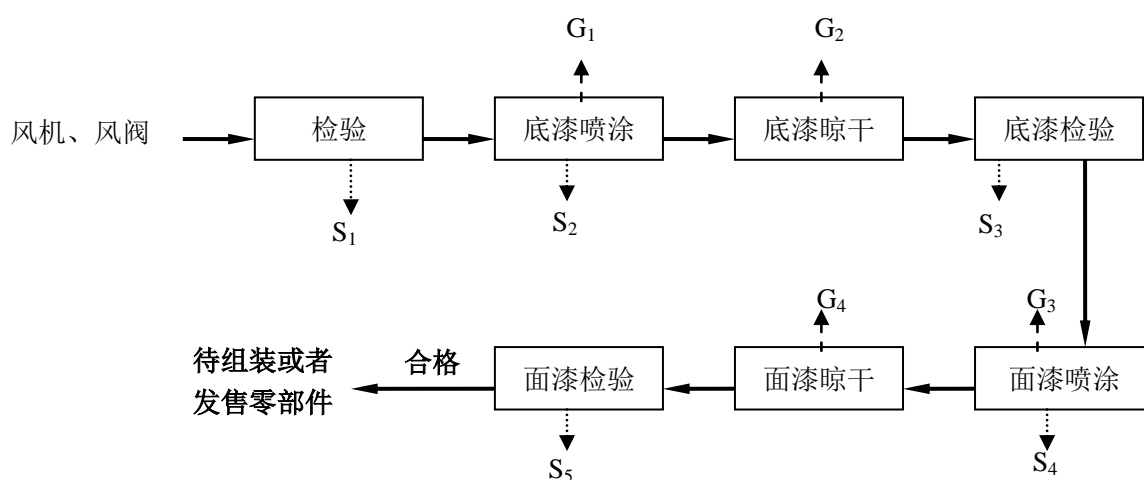 G₁ G₂
风机、风阀 检验 底漆喷涂 底漆晾干 底漆检验
S₁ S₂ S₃
G₄ G₃
待组装或者 合格 面漆检验 面漆晾干 面漆喷涂
发售零部件
S₅ S₄